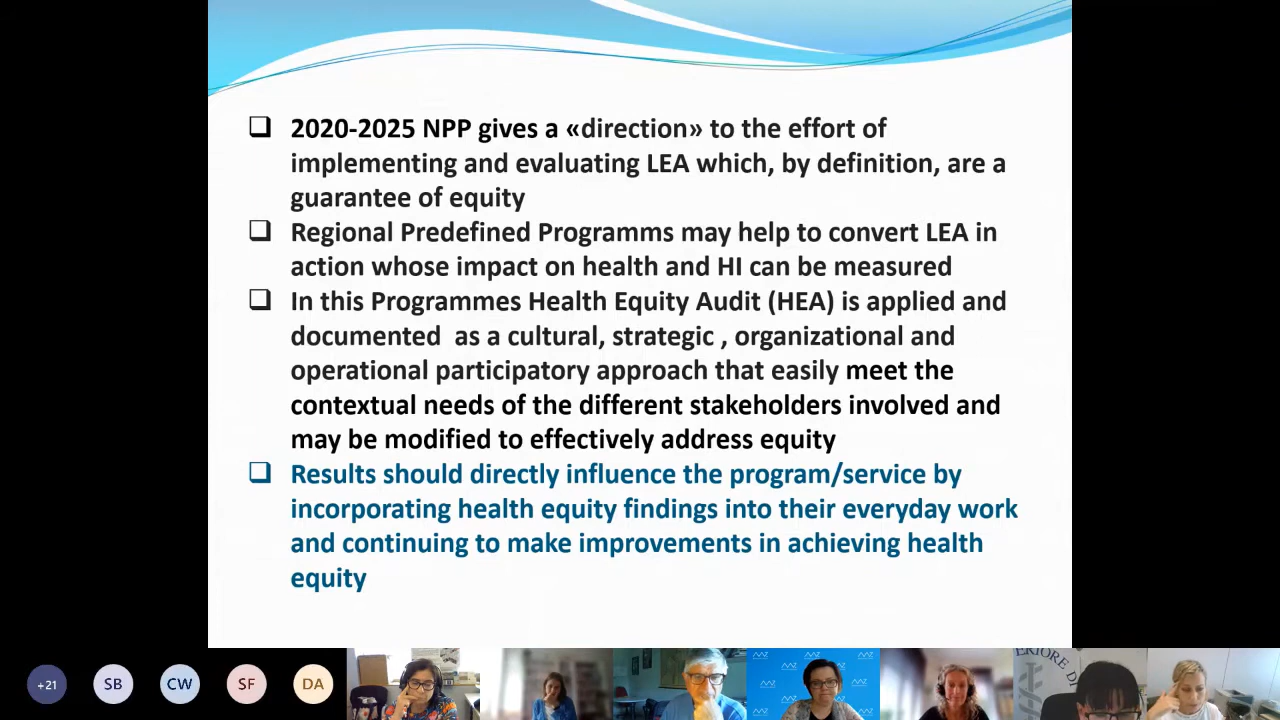 2020-2025 NPP gives a «direction» to the effort of
implementing and evaluating LEA which, by definition, are a
guarantee of equity
Regional Predefined Programms may help to convert LEA in
action whose impact on health and HI can be measured
In this Programmes Health Equity Audit (HEA) is applied and
documented as a cultural, strategic , organizational and
operational participatory approach that easily meet the
contextual needs of the different stakeholders involved and
may be modified to effectively address equity
Results should directly influence the program/service by
incorporating health equity findings into their everyday work
and continuing to make improvements in achieving health
equity
+21
SB
CW
SF
DA
ERIORE DI